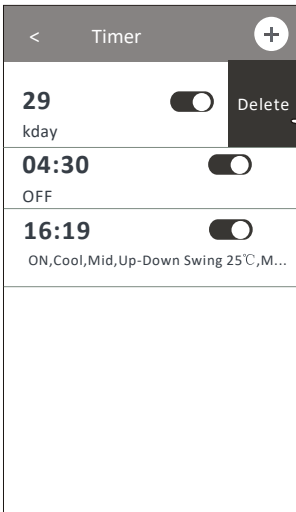 < Timer +
29 Delete
kday
04:30
OFF
16:19
ON,Cool,Mid,Up-Down Swing 25℃,M...